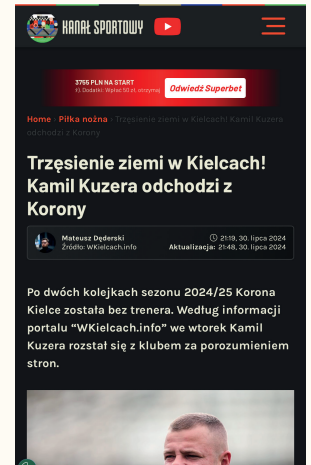 KANAŁ SPORTOWY
3755 PLN NA START
Odwiedź Superbet
Home › Piłka nożna › Trzęsienie ziemi w Kielcach! Kamil Kuzera
odchodzi z Korony
Trzęsienie ziemi w Kielcach!
Kamil Kuzera odchodzi z
Korony
Mateusz Dęderski
Źródło: WKielcach.info
21:19, 30. lipca 2024
Aktualizacja: 21:48, 30. lipca 2024
Po dwóch kolejkach sezonu 2024/25 Korona
Kielce została bez trenera. Według informacji
portalu “WKielcach.info” we wtorek Kamil
Kuzera rozstał się z klubem za porozumieniem
stron.